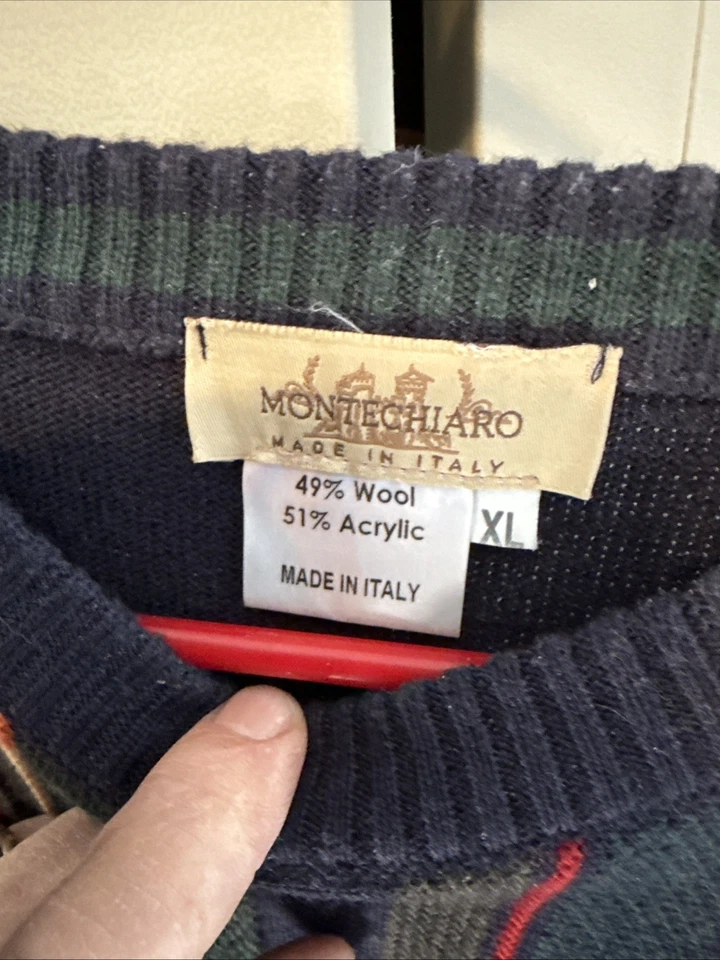 MONTECHIARO
MADE IN ITALY
49% Wool
51% Acrylic
XL
MADE IN ITALY